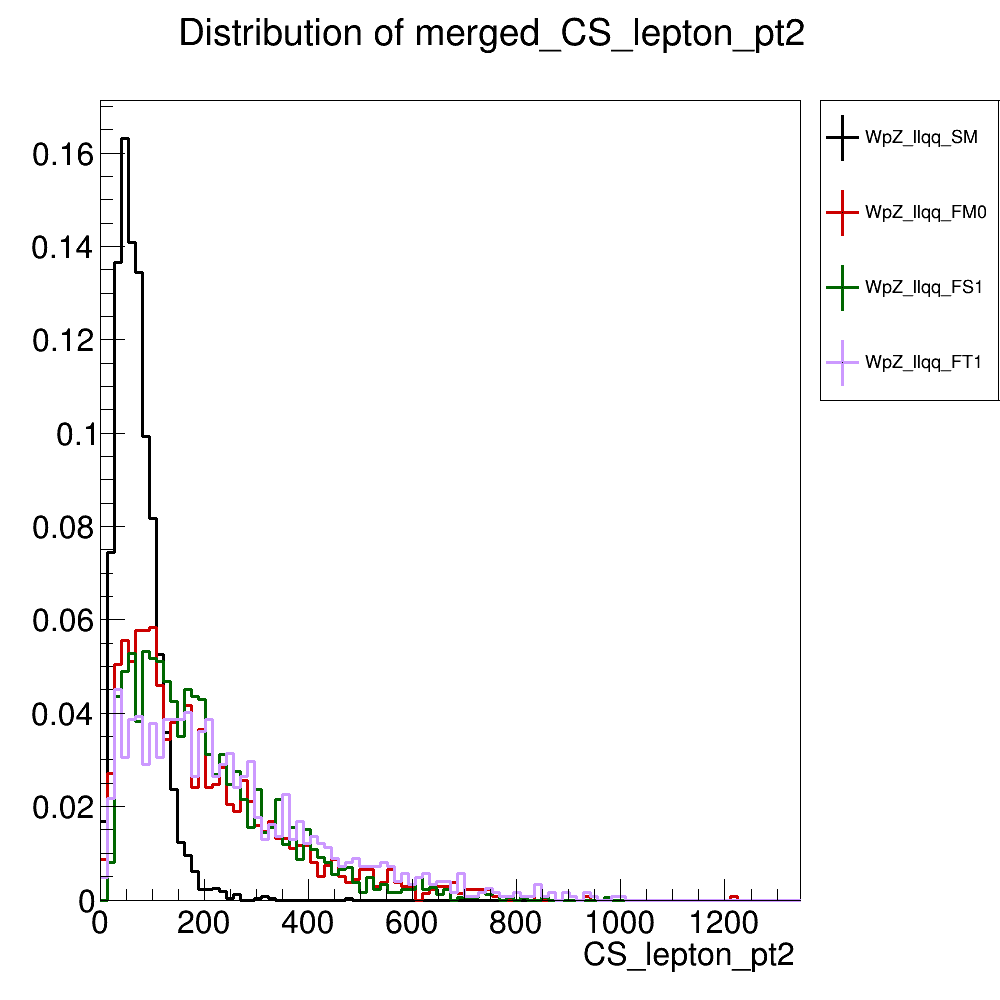 Distribution of merged_CS_lepton_pt2
WpZ_llqq_SM
WpZ_llqq_FM0
WpZ_llqq_FS1
WpZ_llqq_FT1
0.16
0.14
0.12
0.1
0.08
0.06
0.04
0.02
0
0 200 400 600 800 1000 1200
CS_lepton_pt2